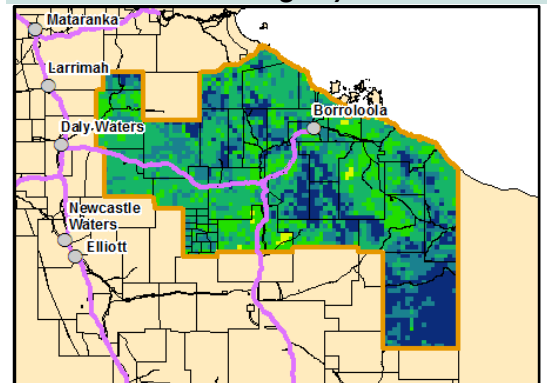 Mataranka
Larrimah
Borroloola
Daly Waters
Newcastle
Waters
Elliott